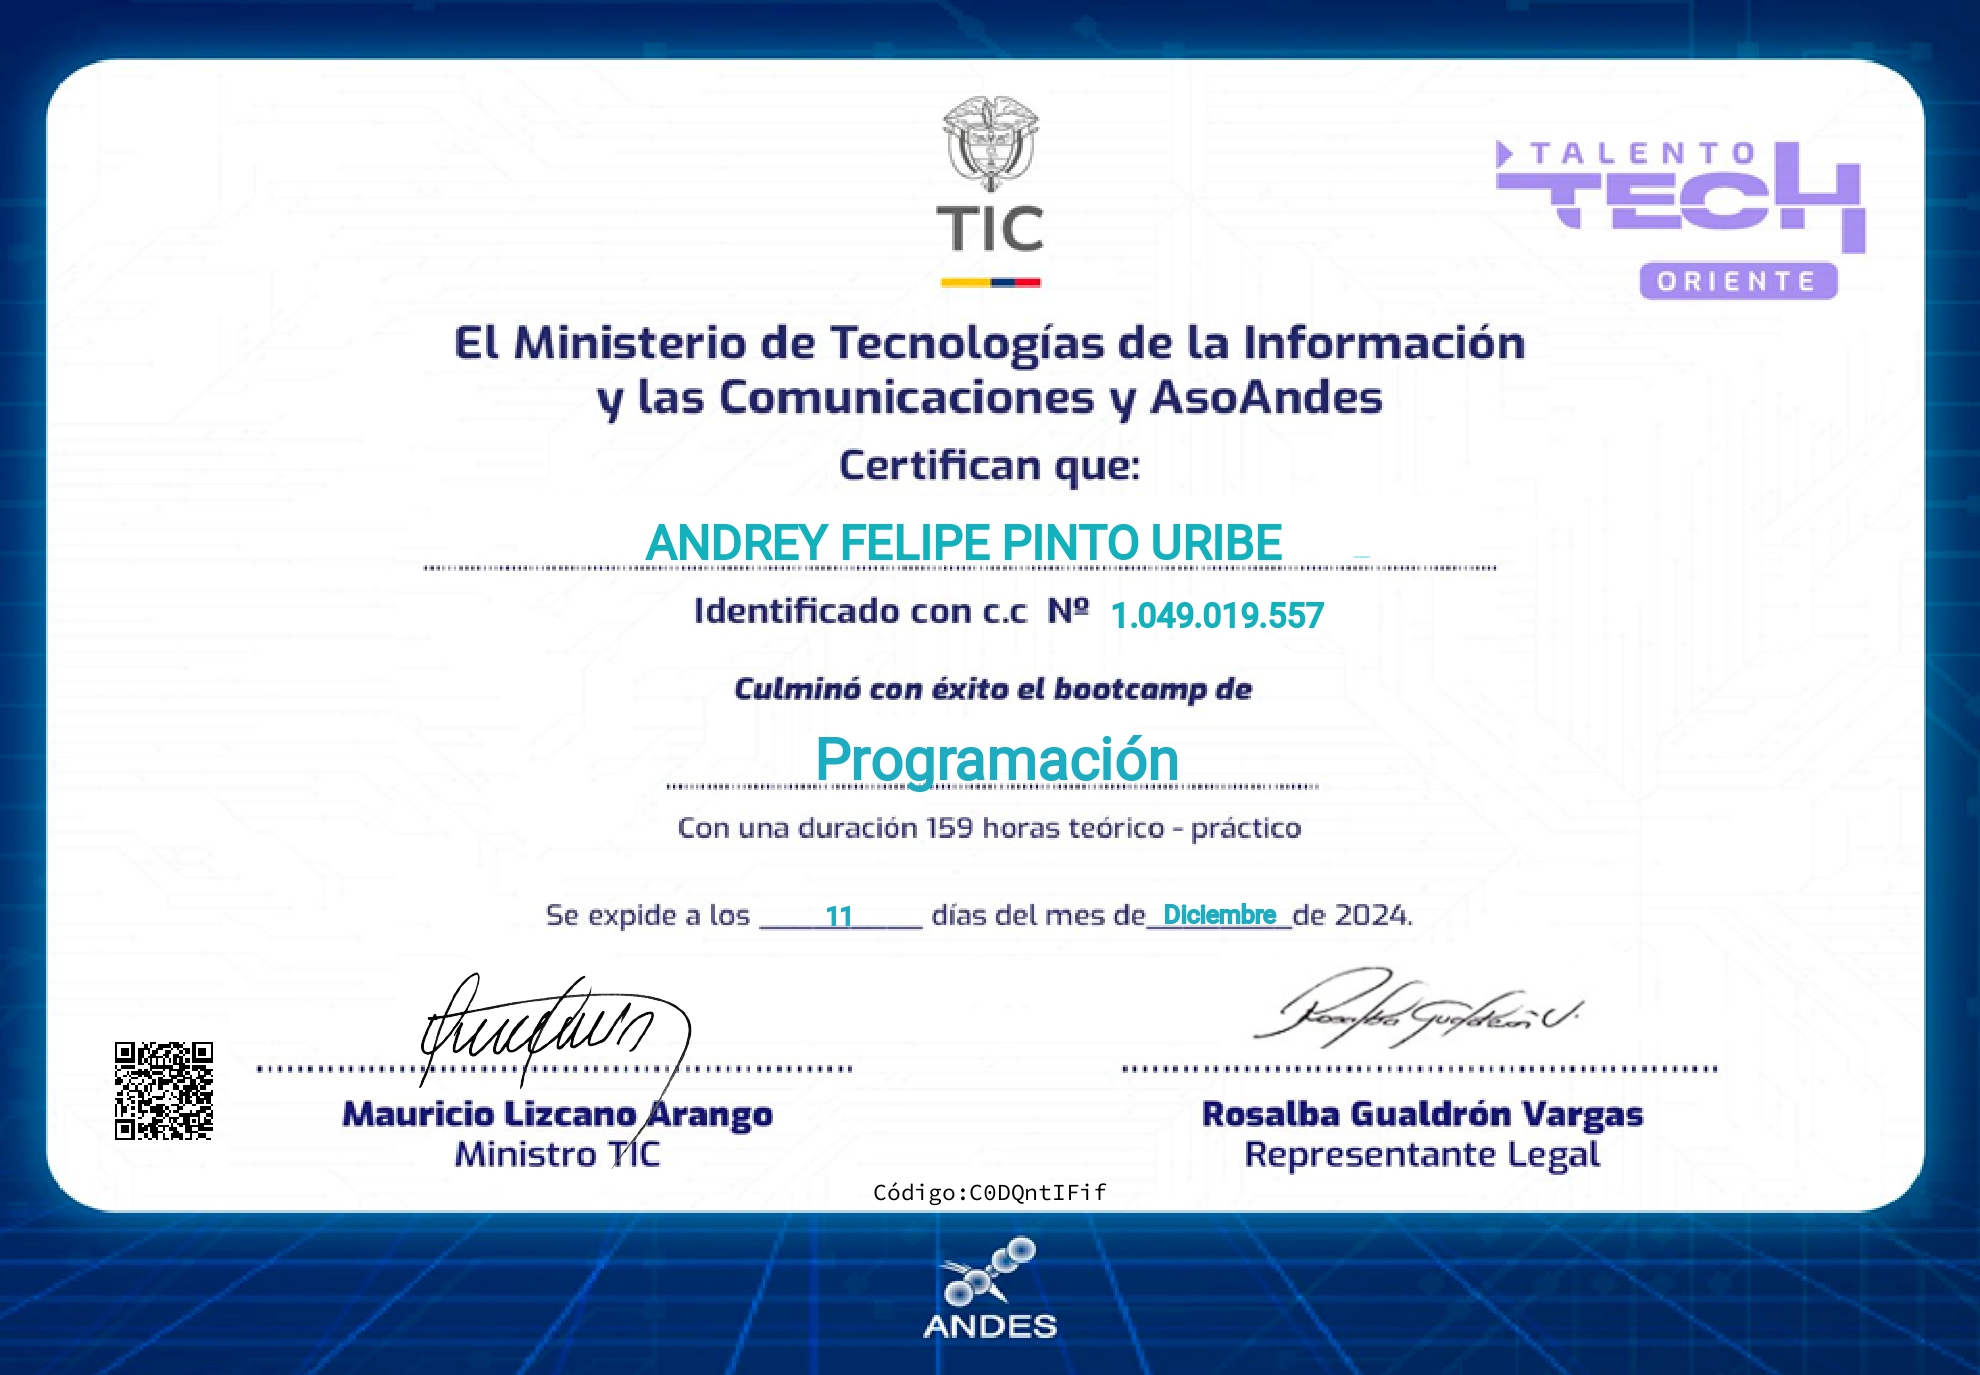 TIC
TALENTO
TECH
ORIENTE
El Ministerio de Tecnologías de la Información
y las Comunicaciones y AsoAndes
Certifican que:
ANDREY FELIPE PINTO URIBE
Identificado con c.c Nº 1.049.019.557
Culminó con éxito el bootcamp de
Programación
Con una duración 159 horas teórico - práctico
Se expide a los 11 días del mes de Diciembre de 2024.
Rosalba Gualdrón V.
Mauricio Lizcano Arango
Ministro TIC
Rosalba Gualdrón Vargas
Representante Legal
Código:C0DQntIFif
ANDES